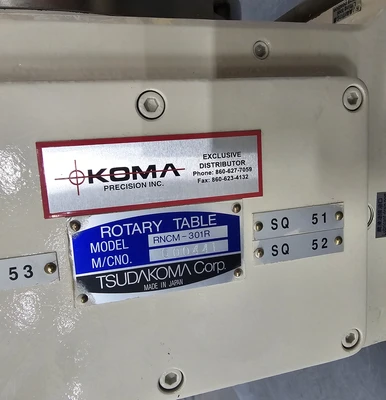 KOMA
PRECISION INC.
EXCLUSIVE
DISTRIBUTOR
Phone: 860-627-7059
Fax: 860-623-4132
ROTARY TABLE
MODEL RNCM-301R
M/CNO.
TSUDAKOMA Corp.
MADE IN JAPAN
SQ 51
SQ 52
53